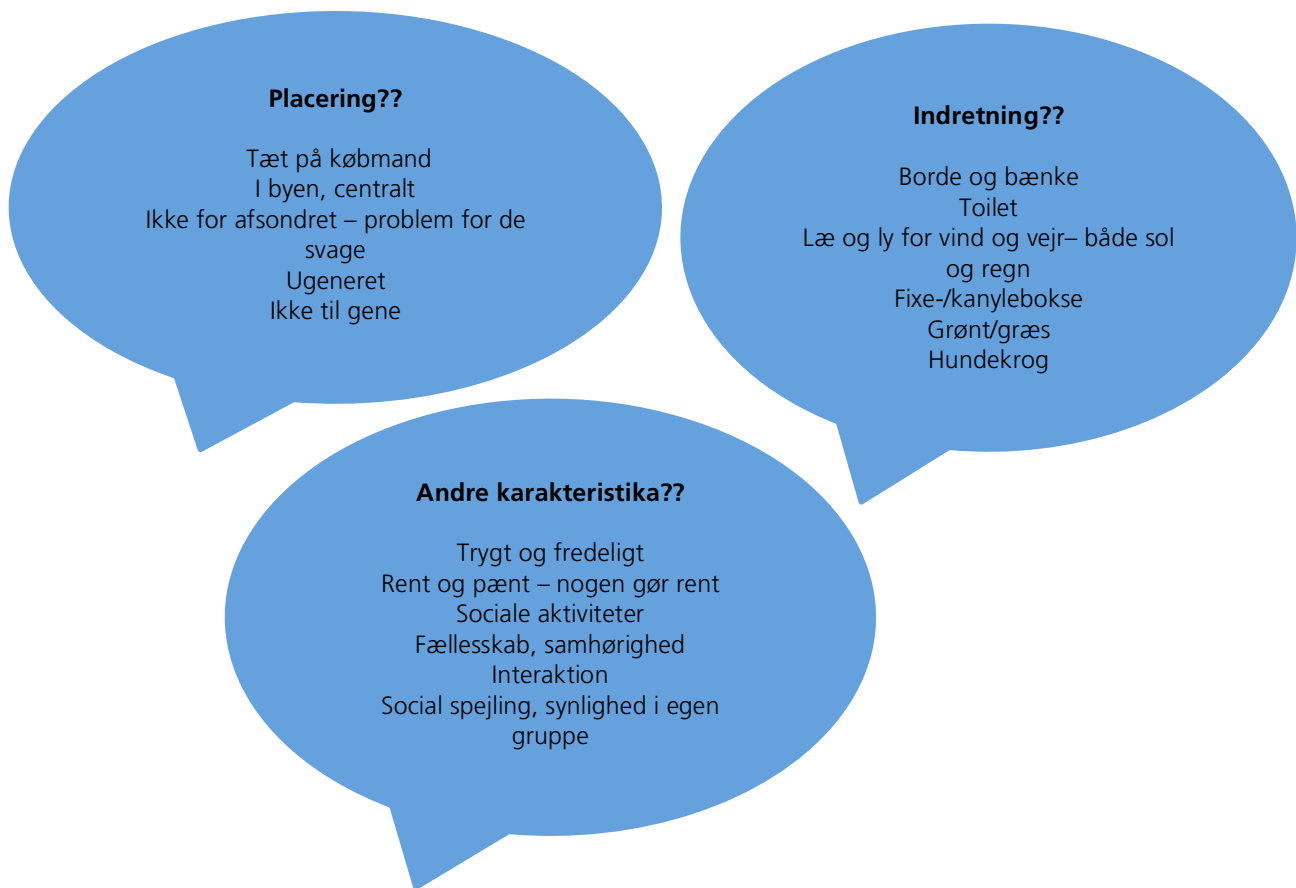 Placering??
Tæt på købmand
I byen, centralt
Ikke for afsondret – problem for de
svage
Ugeneret
Ikke til gene
Indretning??
Borde og bænke
Toilet
Læ og ly for vind og vejr– både sol
og regn
Fixe-/kanylebokse
Grønt/græs
Hundekrog
Andre karakteristika??
Trygt og fredeligt
Rent og pænt – nogen gør rent
Sociale aktiviteter
Fællesskab, samhørighed
Interaktion
Social spejling, synlighed i egen
gruppe